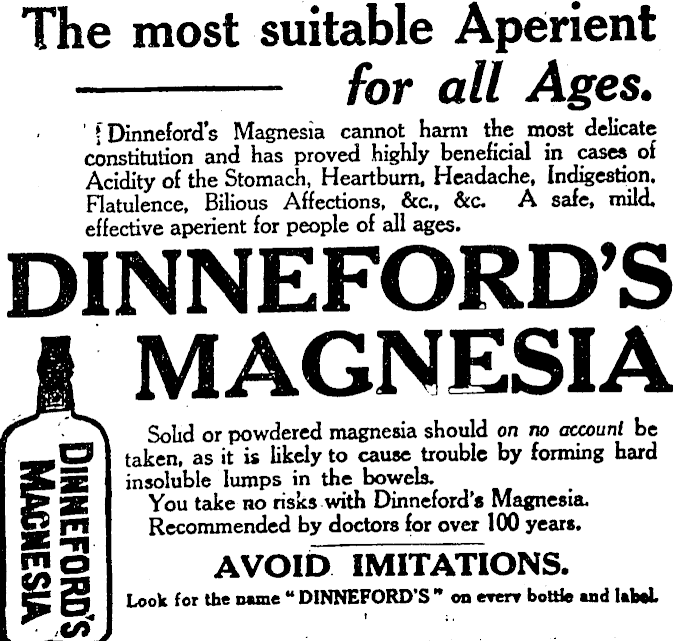 The most suitable Aperient
for all Ages.
Dinneford's Magnesia cannot harm the most delicate
constitution and has proved highly beneficial in cases of
Acidity of the Stomach, Heartburn, Headache, Indigestion,
Flatulence, Bilious Affections, &c., &c. A safe, mild,
effective aperient for people of all ages.
DINNEFORD'S
MAGNESIA
Solid or powdered magnesia should on no account be
taken, as it is likely to cause trouble by forming hard
insoluble lumps in the bowels.
You take no risks with Dinneford's Magnesia.
Recommended by doctors for over 100 years.
AVOID IMITATIONS.
Look for the name "DINNEFORD'S" on every bottle and label.
DINNEFORD'S
MAGNESIA